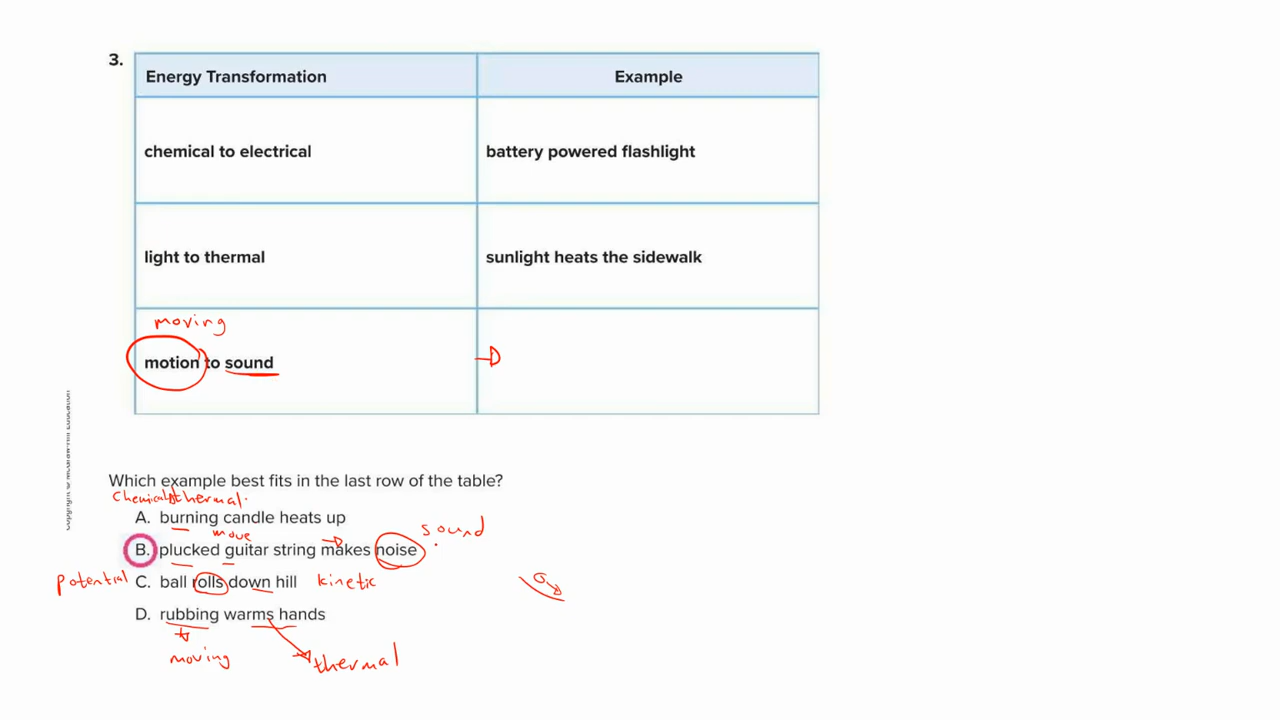 3.
Energy Transformation Example
chemical to electrical battery powered flashlight
light to thermal sunlight heats the sidewalk
moving
motion to sound
Which example best fits in the last row of the table?
thermal.
A. burning candle heats up
move sound
B. plucked guitar string makes noise
Potential C. ball rolls down hill kinetic
D. rubbing warms hands
moving thermal